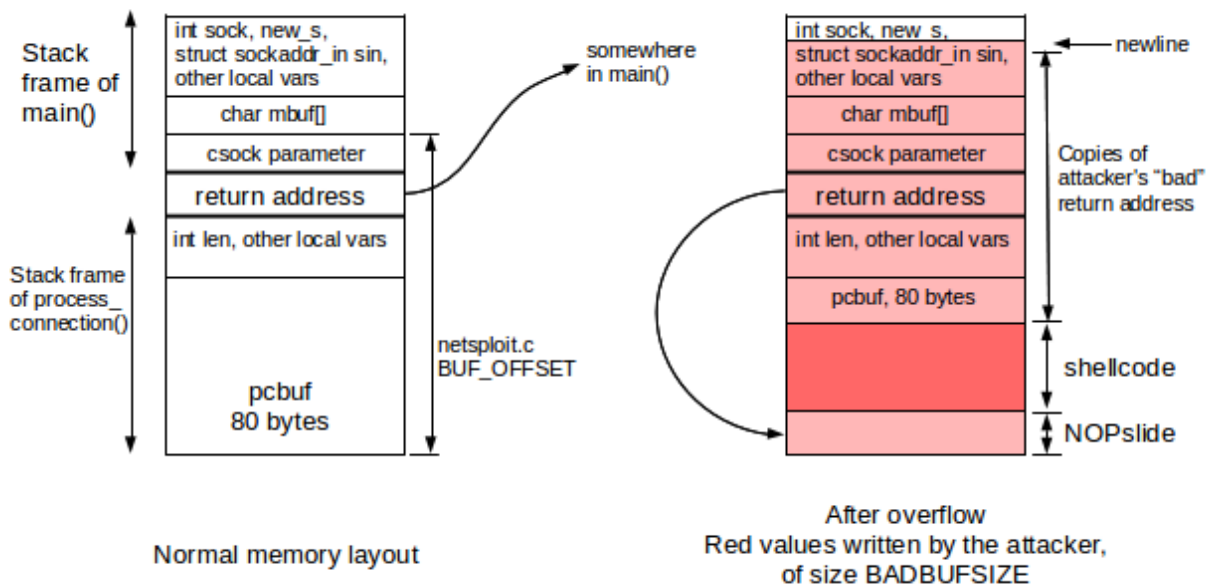 Stack
frame of
main()
int sock, new_s,
struct sockaddr_in sin,
other local vars
char mbuf[]
csock parameter
return address
int len, other local vars
pcbuf
80 bytes
Stack frame
of process_
connection()
somewhere
in main()
netsploit.c
BUF_OFFSET
Normal memory layout
int sock, new_s,
struct sockaddr_in sin,
other local vars
char mbuf[]
csock parameter
return address
int len, other local vars
pcbuf, 80 bytes
newline
Copies of
attacker's “bad”
return address
shellcode
NOPslide
After overflow
Red values written by the attacker,
of size BADBUFSIZE